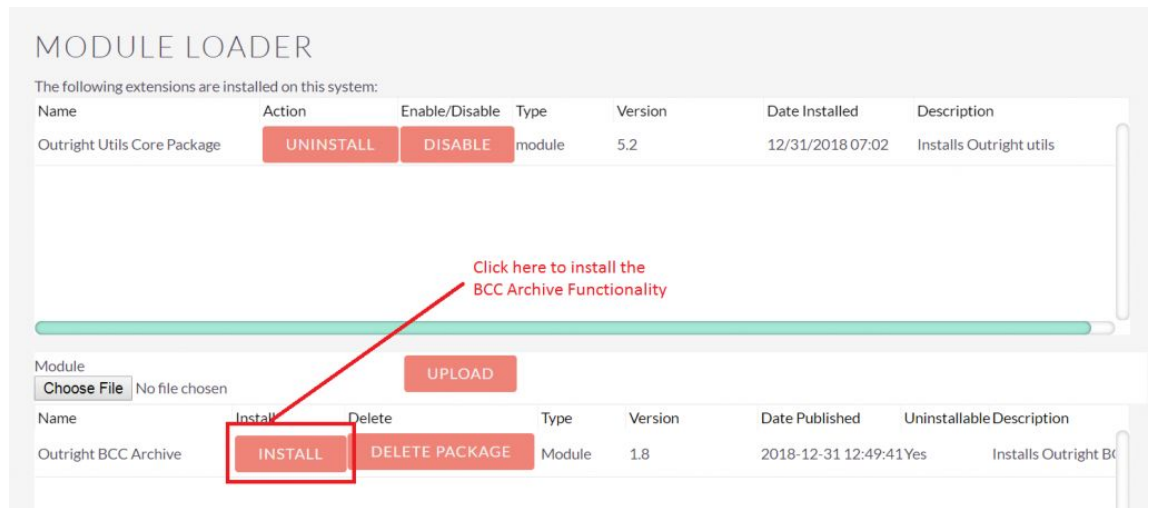 MODULE LOADER
The following extensions are installed on this system:
Name Action Enable/Disable Type Version Date Installed Description
Outright Utils Core Package UNINSTALL DISABLE module 5.2 12/31/2018 07:02 Installs Outright utils
Click here to install the
BCC Archive Functionality
Module
UPLOAD
Choose File No file chosen
Name Install Delete Type Version Date Published Uninstallable Description
Outright BCC Archive INSTALL DELETE PACKAGE Module 1.8 2018-12-31 12:49:41 Yes Installs Outright BC